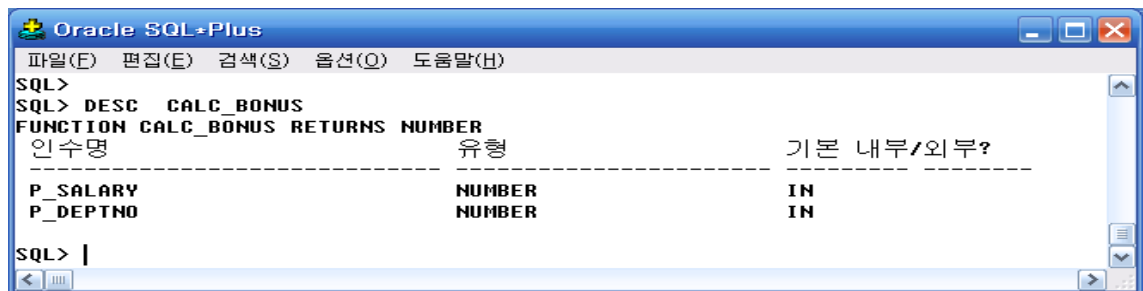 Oracle SQL*Plus
파일(F) 편집(E) 검색(S) 옵션(O) 도움말(H)
SQL>
SQL> DESC CALC_BONUS
FUNCTION CALC_BONUS RETURNS NUMBER
인수명 유형 기본 내부/외부?
------------------------------ ----------------------- --------- --------
P_SALARY NUMBER IN
P_DEPTNO NUMBER IN
SQL>